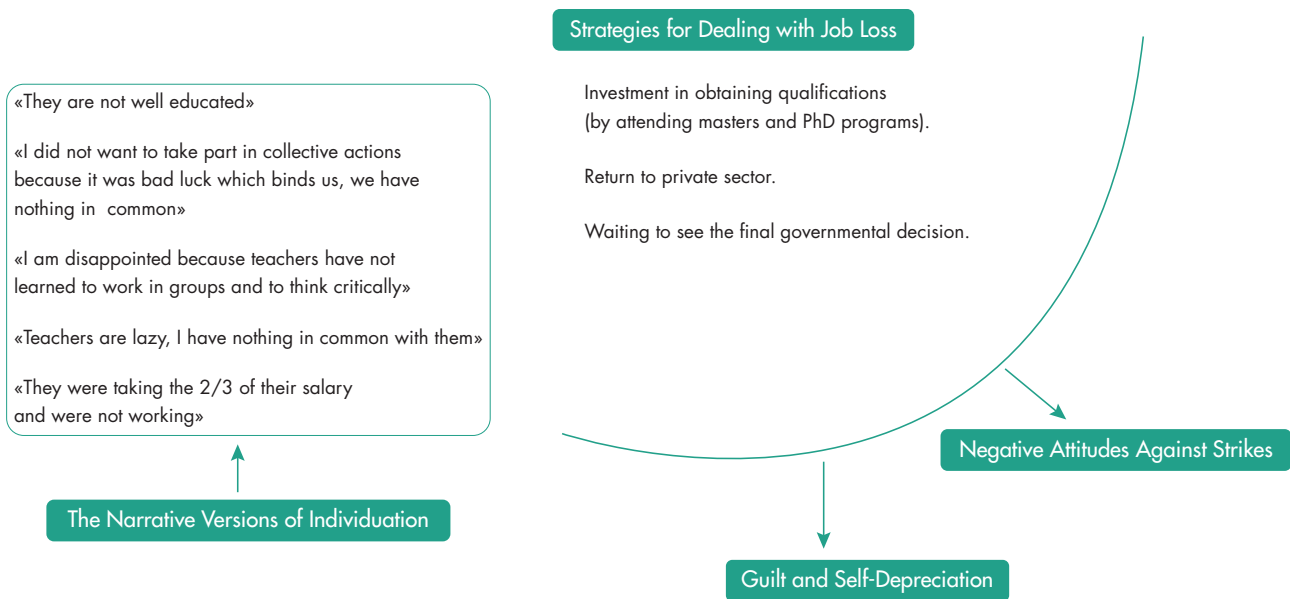 Strategies for Dealing with Job Loss
«They are not well educated»
«I did not want to take part in collective actions
because it was bad luck which binds us, we have
nothing in common»
«I am disappointed because teachers have not
learned to work in groups and to think critically»
«Teachers are lazy, I have nothing in common with them»
«They were taking the 2/3 of their salary
and were not working»
The Narrative Versions of Individuation
Investment in obtaining qualifications
(by attending masters and PhD programs).
Return to private sector.
Waiting to see the final governmental decision.
Negative Attitudes Against Strikes
Guilt and Self-Depreciation